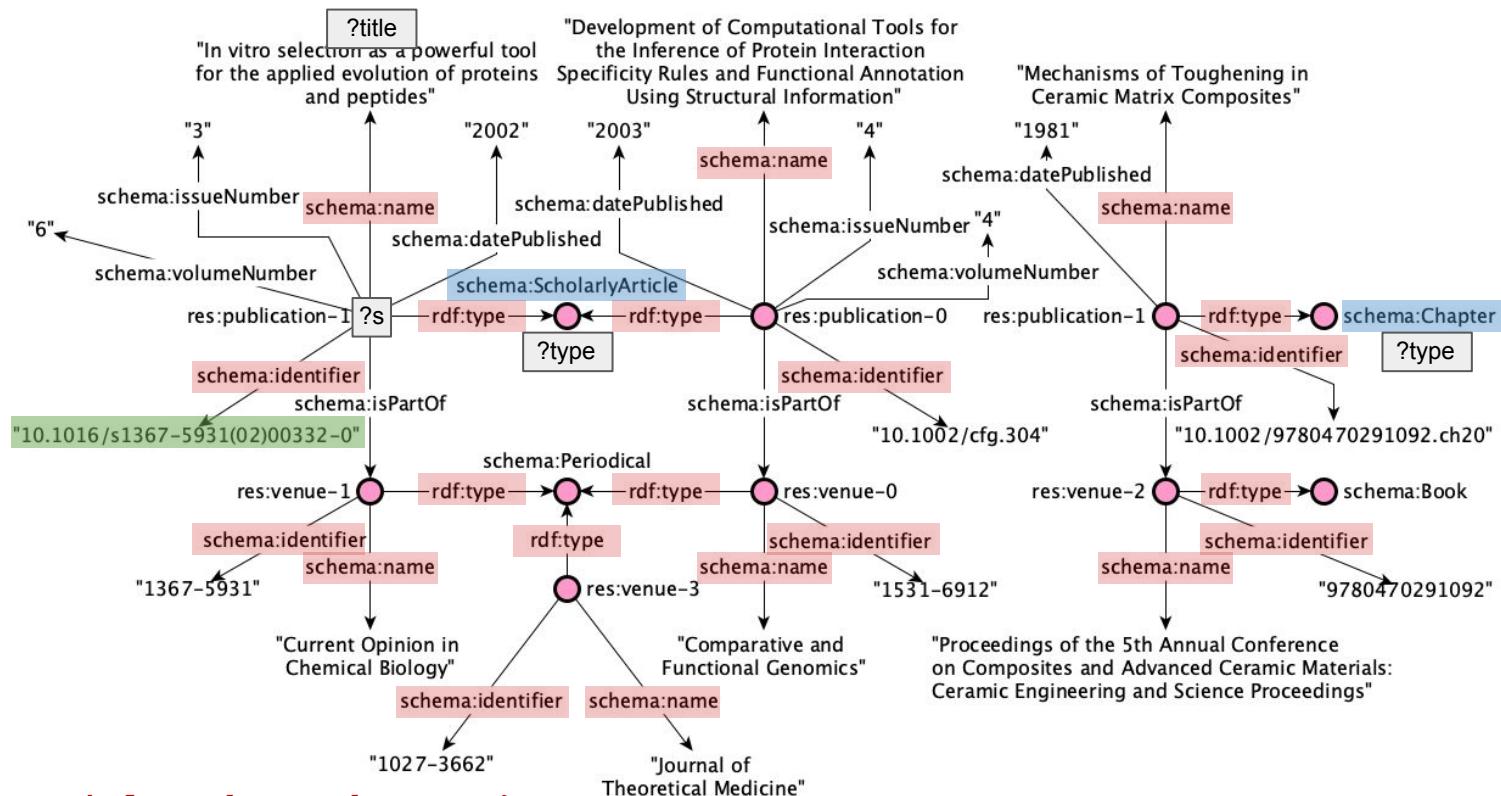 ?title
"In vitro selection as a powerful tool
for the applied evolution of proteins
and peptides"
"Development of Computational Tools for
the Inference of Protein Interaction
Specificity Rules and Functional Annotation
Using Structural Information"
"Mechanisms of Toughening in
Ceramic Matrix Composites"
"3"
"2002"
"2003"
"4"
"1981"
schema:name
schema:datePublished
schema:issueNumber
schema:name
schema:datePublished
schema:name
"6"
schema:datePublished
schema:issueNumber
"4"
schema:volumeNumber
schema:volumeNumber
schema:ScholarlyArticle
res:publication-1
?s
rdf:type
rdf:type
res:publication-0
res:publication-1
rdf:type
schema:Chapter
?type
?type
schema:identifier
schema:identifier
schema:identifier
schema:isPartOf
schema:isPartOf
schema:isPartOf
"10.1016/s1367-5931(02)00332-0"
"10.1002/cfg.304"
"10.1002/9780470291092.ch20"
schema:Periodical
res:venue-1
rdf:type
rdf:type
res:venue-0
res:venue-2
rdf:type
schema:Book
schema:identifier
schema:name
rdf:type
schema:identifier
schema:name
schema:identifier
schema:name
"1367-5931"
res:venue-3
"1531-6912"
"9780470291092"
"Current Opinion in
Chemical Biology"
"Comparative and
Functional Genomics"
"Proceedings of the 5th Annual Conference
on Composites and Advanced Ceramic Materials:
Ceramic Engineering and Science Proceedings"
schema:identifier
schema:name
"1027-3662"
"Journal of
Theoretical Medicine"